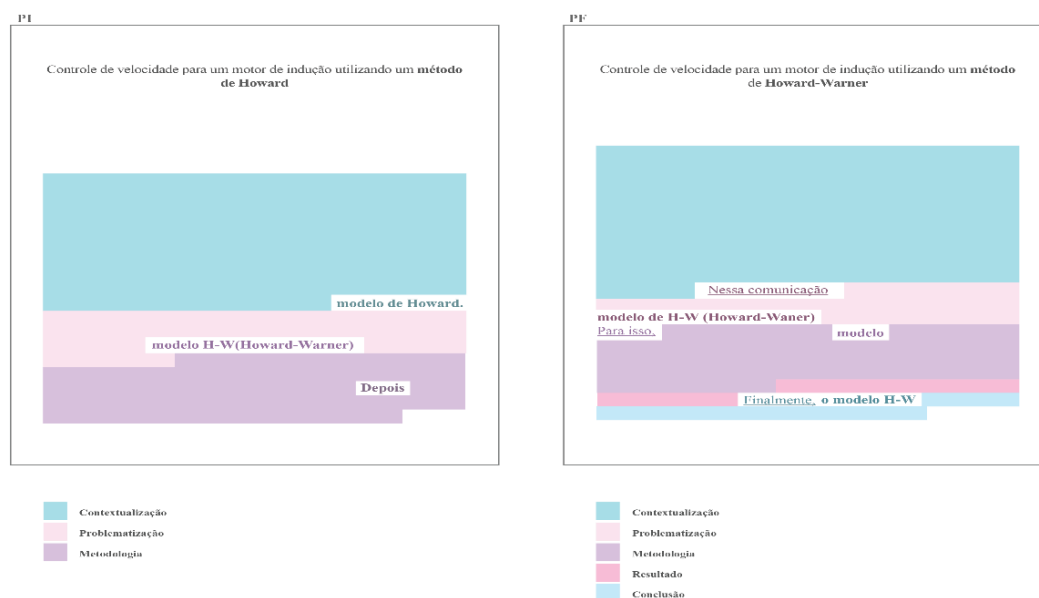 PI
Controle de velocidade para um motor de indução utilizando um método
de Howard
modelo de Howard.
modelo H-W(Howard-Warner)
Depois
Contextualização
Problematização
Metodologia
PF
Controle de velocidade para um motor de indução utilizando um método
de Howard-Warner
Nessa comunicação
modelo de H-W (Howard-Waner)
Para isso,
modelo
Finalmente, o modelo H-W
Contextualização
Problematização
Metodologia
Resultado
Conclusão